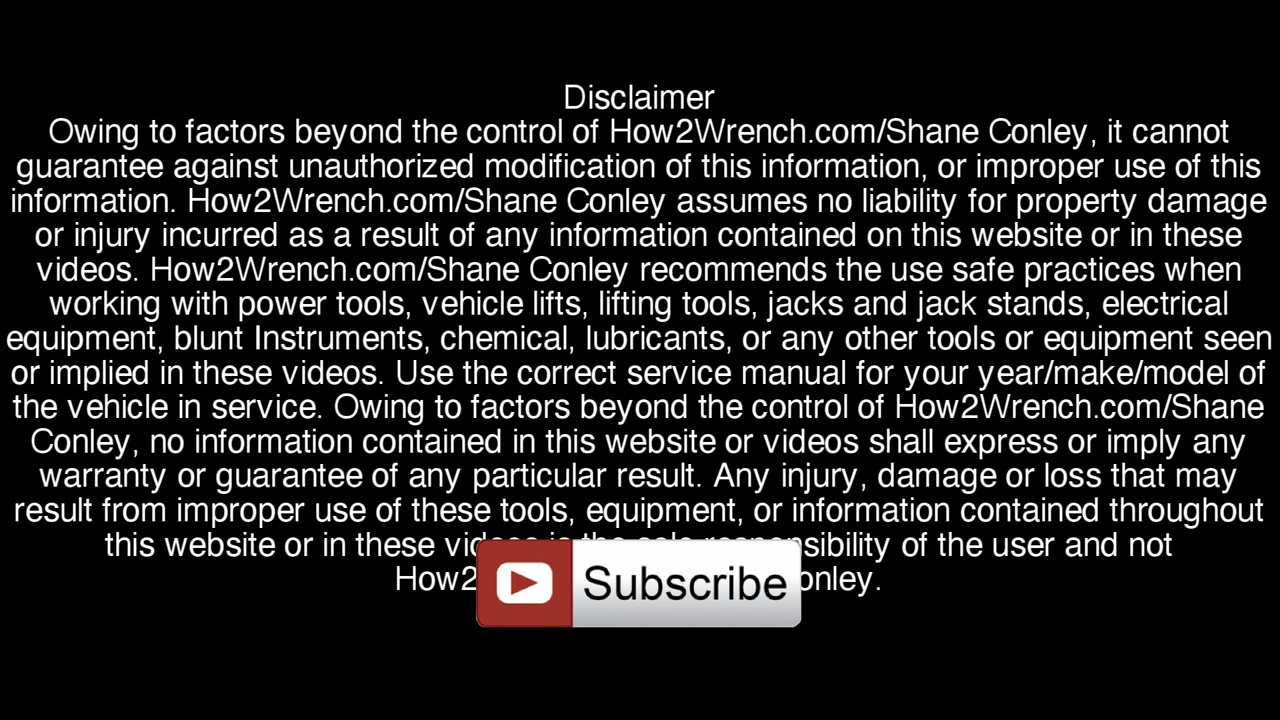 Disclaimer
Owing to factors beyond the control of How2Wrench.com/Shane Conley, it cannot
guarantee against unauthorized modification of this information, or improper use of this
information. How2Wrench.com/Shane Conley assumes no liability for property damage
or injury incurred as a result of any information contained on this website or in these
videos. How2Wrench.com/Shane Conley recommends the use safe practices when
working with power tools, vehicle lifts, lifting tools, jacks and jack stands, electrical
equipment, blunt Instruments, chemical, lubricants, or any other tools or equipment seen
or implied in these videos. Use the correct service manual for your year/make/model of
the vehicle in service. Owing to factors beyond the control of How2Wrench.com/Shane
Conley, no information contained in this website or videos shall express or imply any
warranty or guarantee of any particular result. Any injury, damage or loss that may
result from improper use of these tools, equipment, or information contained throughout
this website or in these videos is the sole responsibility of the user and not
How2 onley.
Subscribe